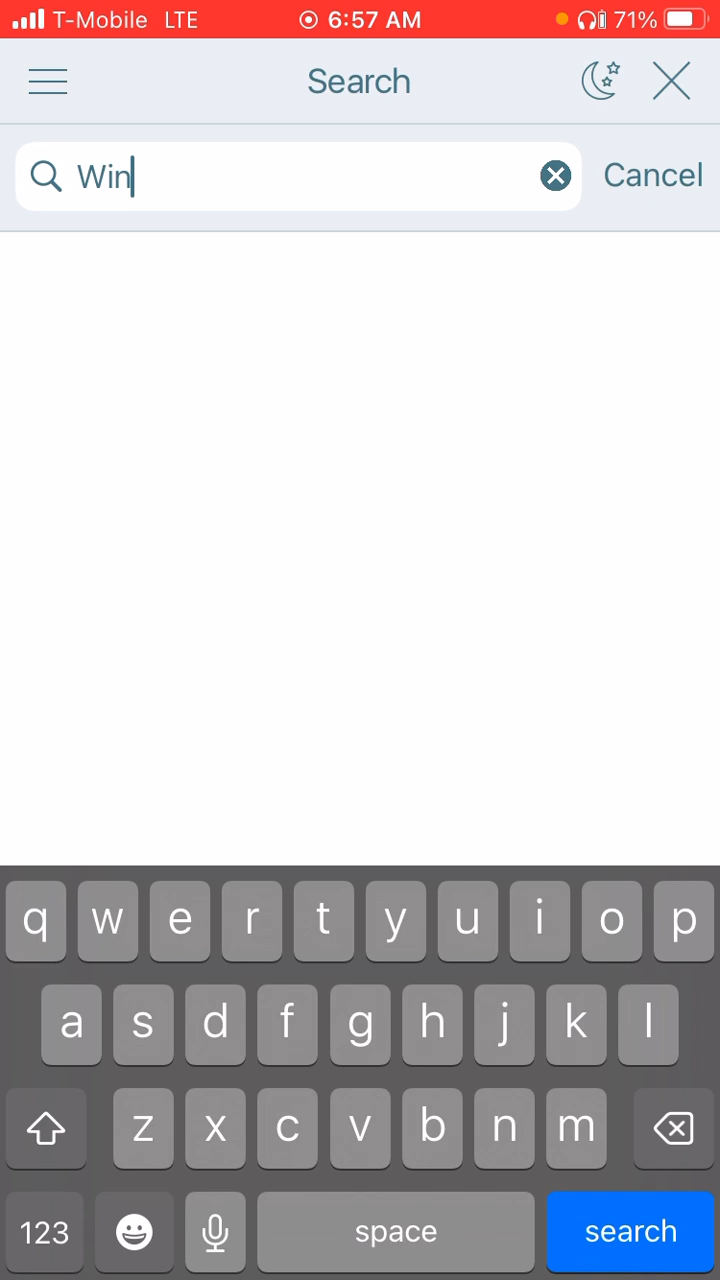 T-Mobile LTE 6:57 AM 71%
Search
Win Cancel
q w e r t y u i o p
a s d f g h j k l
z x c v b n m
123 space search